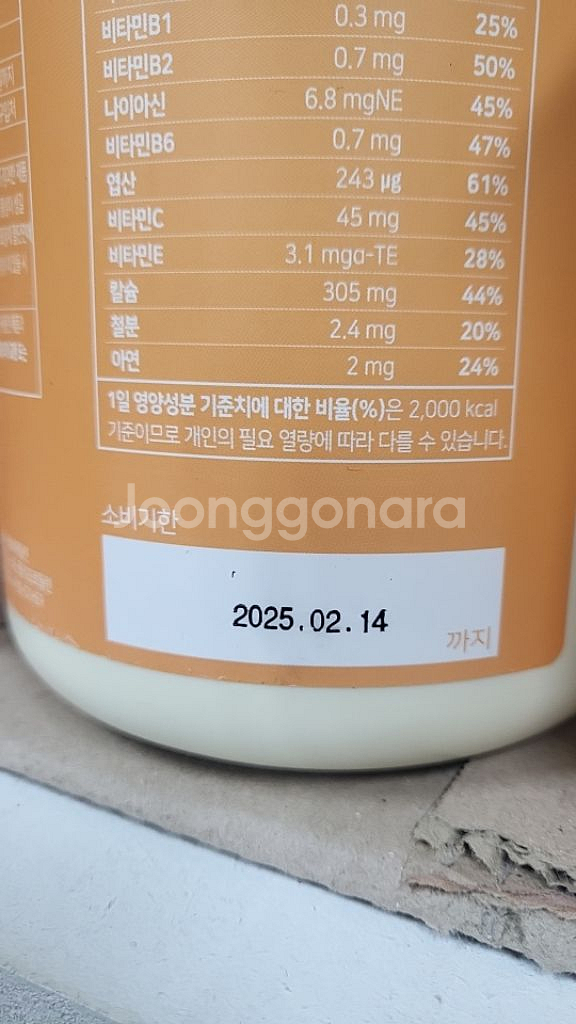 비타민B1 0.3 mg 25%
비타민B2 0.7 mg 50%
나이아신 6.8 mgNE 45%
비타민B6 0.7 mg 47%
엽산 243 μg 61%
비타민C 45 mg 45%
비타민E 3.1 mgα-TE 28%
칼슘 305 mg 44%
철분 2.4 mg 20%
아연 2 mg 24%
1일 영양성분 기준치에 대한 비율(%)은 2,000 kcal
기준이므로 개인의 필요 열량에 따라 다를 수 있습니다.
Joonggonara
소비기한
2025.02.14
까지